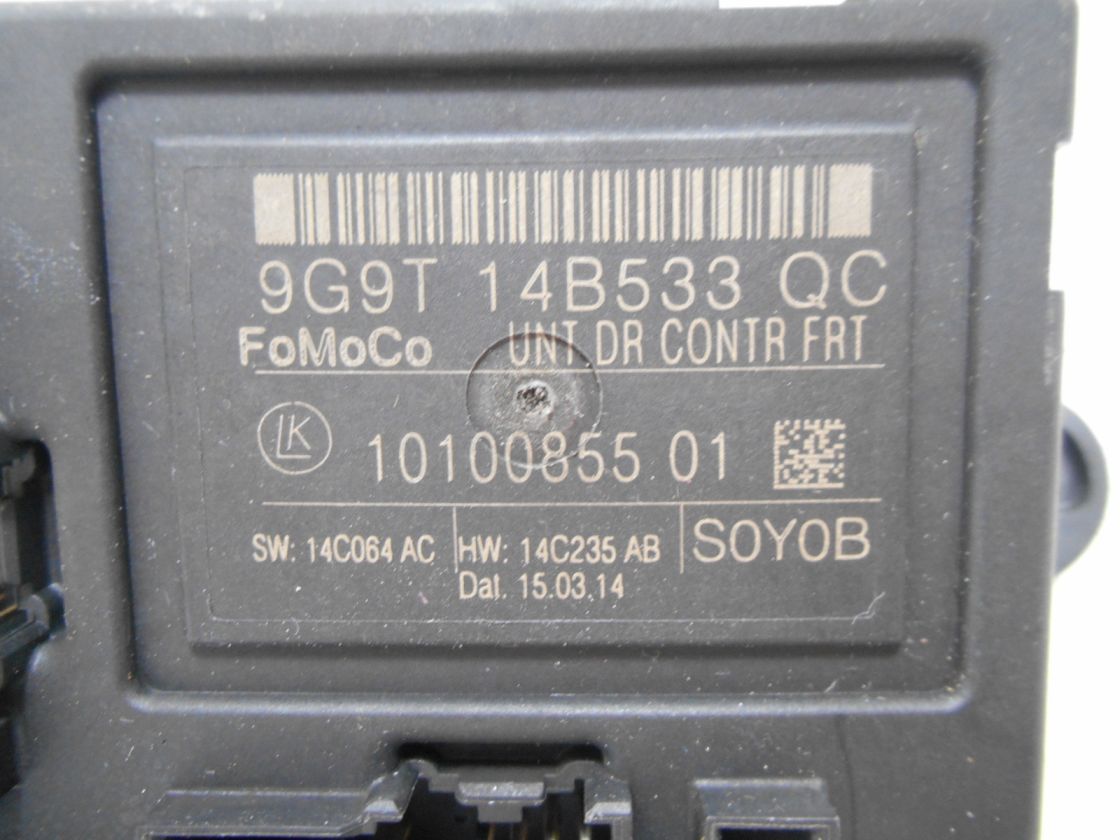 9G9T 14B533 QC
FoMoCo UNT DR CONTR FRT
LK 10100855 01
SW: 14C064 AC HW: 14C235 AB S0Y0B
Dat. 15.03.14